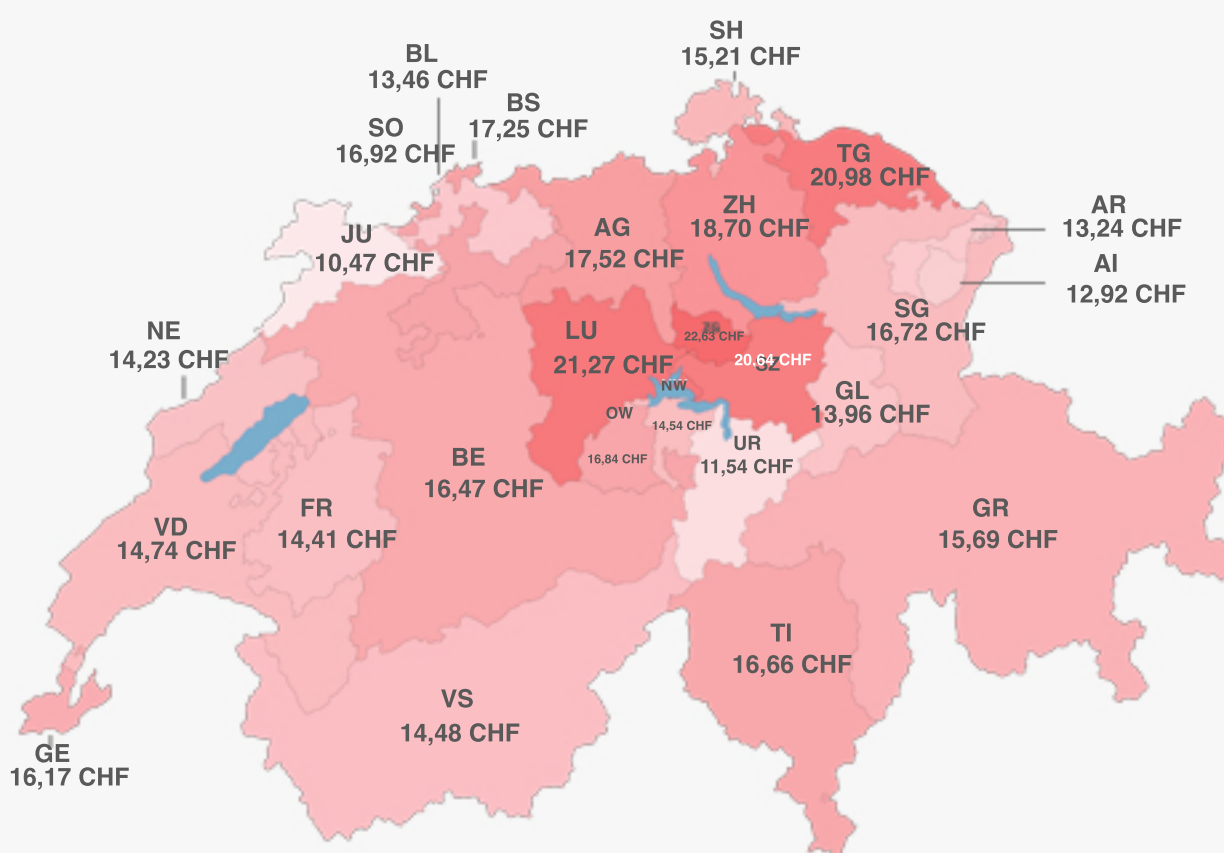 SH
15,21 CHF
BL
13,46 CHF
BS
17,25 CHF
SO
16,92 CHF
TG
20,98 CHF
ZH
18,70 CHF
AR
13,24 CHF
AG
17,52 CHF
JU
10,47 CHF
AI
12,92 CHF
SG
16,72 CHF
NE
14,23 CHF
LU
21,27 CHF
ZG
22,63 CHF
20,64 CHF
SZ
NW
14,54 CHF
OW
16,84 CHF
GL
13,96 CHF
UR
11,54 CHF
BE
16,47 CHF
FR
14,41 CHF
VD
14,74 CHF
GR
15,69 CHF
TI
16,66 CHF
VS
14,48 CHF
GE
16,17 CHF